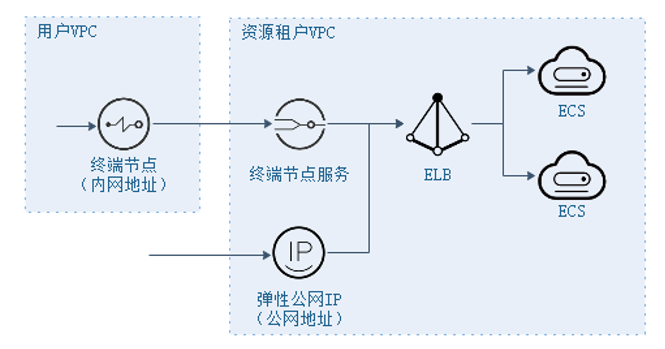 用户VPC
资源租户VPC
ECS
终端节点
（内网地址）
终端节点服务
ELB
ECS
IP
弹性公网IP
（公网地址）